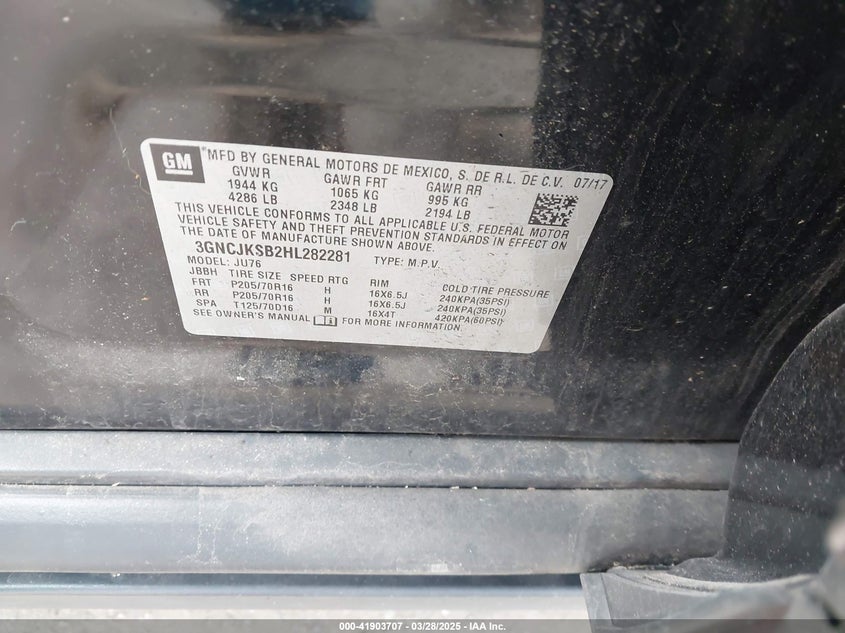 GM *MFD BY GENERAL MOTORS DE MEXICO, S. DE R.L. DE C.V. 07/17
GVWR GAWR FRT GAWR RR
1944 KG 1065 KG 995 KG
4286 LB 2348 LB 2194 LB
THIS VEHICLE CONFORMS TO ALL APPLICABLE U.S. FEDERAL MOTOR
VEHICLE SAFETY AND THEFT PREVENTION STANDARDS IN EFFECT ON
THE DATE OF MANUFACTURE SHOWN ABOVE.
3GNCJKSB2HL282281
MODEL: JU76 TYPE: M.P.V.
JBBH TIRE SIZE SPEED RTG RIM COLD TIRE PRESSURE
FRT P205/70R16 H 16X6.5J 240KPA(35PSI)
RR P205/70R16 H 16X6.5J 240KPA(35PSI)
SPA T125/70D16 M 16X4T 420KPA(60PSI)
SEE OWNER'S MANUAL FOR MORE INFORMATION.
000-41903707 - 03/28/2025 - IAA Inc.